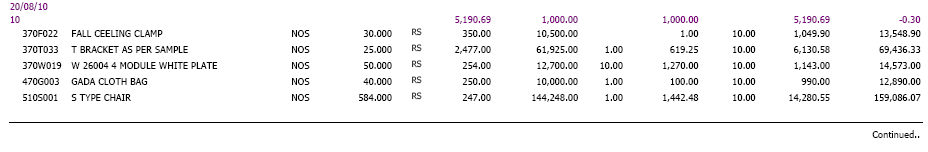 20/08/10
10 5,190.69 1,000.00 1,000.00 5,190.69 -0.30
370F022 FALL CEELING CLAMP NOS 30.000 RS 350.00 10,500.00 1.00 10.00 1,049.90 13,548.90
370T033 T BRACKET AS PER SAMPLE NOS 25.000 RS 2,477.00 61,925.00 1.00 619.25 10.00 6,130.58 69,436.33
370W019 W 26004 4 MODULE WHITE PLATE NOS 50.000 RS 254.00 12,700.00 10.00 1,270.00 10.00 1,143.00 14,573.00
470G003 GADA CLOTH BAG NOS 40.000 RS 250.00 10,000.00 1.00 100.00 10.00 990.00 12,890.00
510S001 S TYPE CHAIR NOS 584.000 RS 247.00 144,248.00 1.00 1,442.48 10.00 14,280.55 159,086.07
Continued..